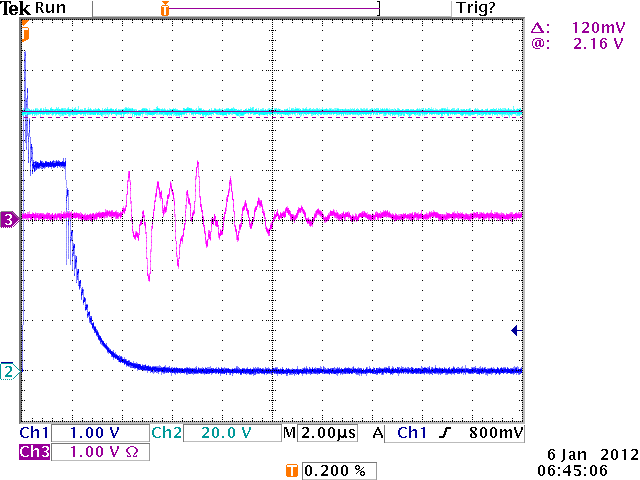 Tek Run Trig?
T
T
Δ: 120mV
@: 2.16 V
3
2
Ch1 1.00 V Ch2 20.0 V M 2.00µs A Ch1 800mV
Ch3 1.00 V Ω
T 0.200 %
6 Jan 2012
06:45:06